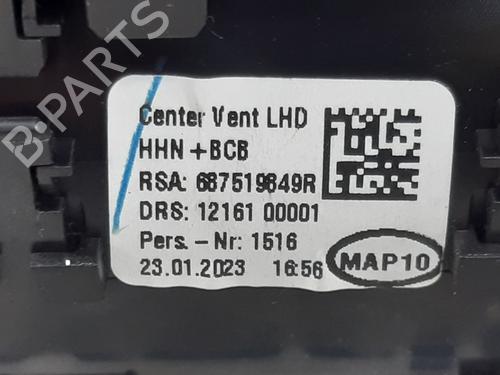 B-PARTS
Center Vent LHD
HHN +BCB
RSA: 687519849R
DRS: 12161 00001
Pers. -Nr: 1516
23.01.2023 16:56
MAP10
B-PARTS